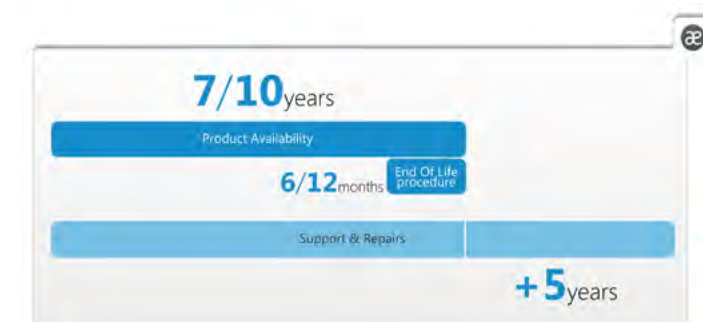 æ
7/10years
Product Availability
6/12months
End Of Life
procedure
Support & Repairs
+5years